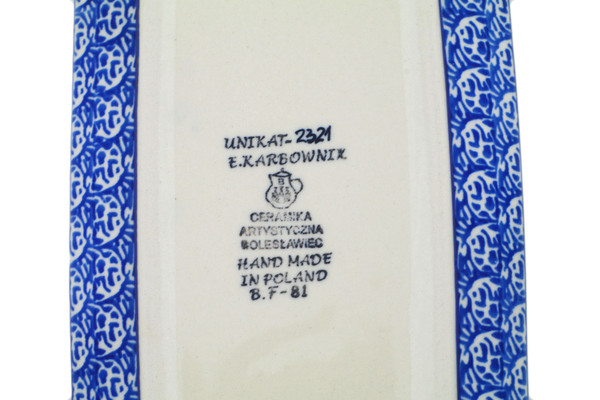 UNIKAT-2321
E.KARBOWNIK
B
CERAMIKA
ARTYSTYCZNA
BOLESŁAWIEC
HAND MADE
IN POLAND
B.F-81